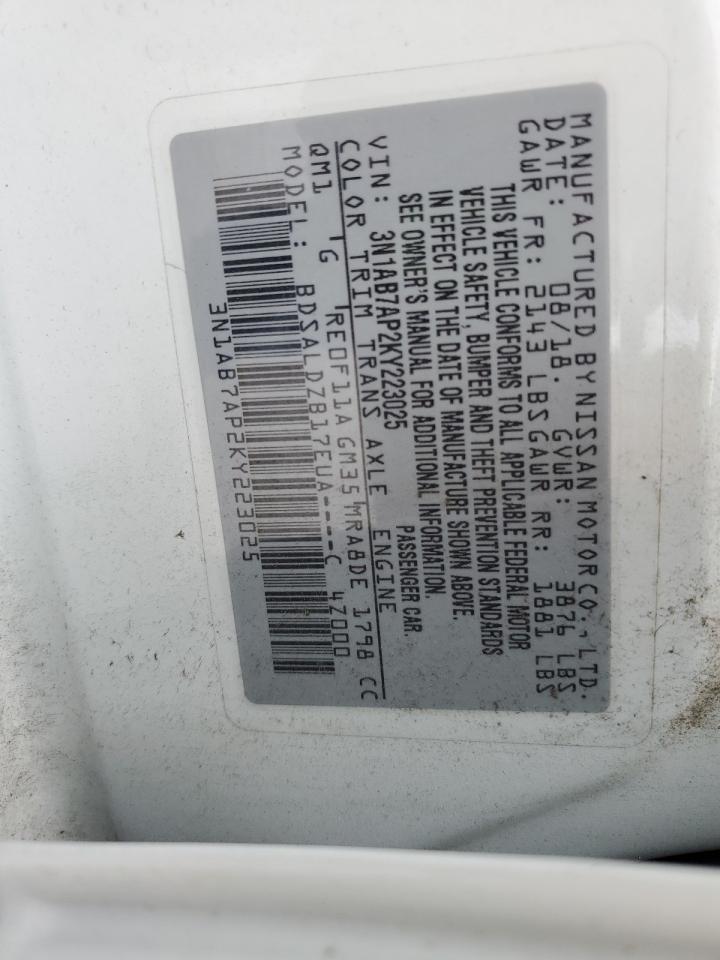 MANUFACTURED BY NISSAN MOTOR CO., LTD.
DATE: 08/18. GVWR: 3876 LBS
GAWR FR: 2143 LBS GAWR RR: 1881 LBS
THIS VEHICLE CONFORMS TO ALL APPLICABLE FEDERAL MOTOR
VEHICLE SAFETY, BUMPER AND THEFT PREVENTION STANDARDS
IN EFFECT ON THE DATE OF MANUFACTURE SHOWN ABOVE.
SEE OWNER'S MANUAL FOR ADDITIONAL INFORMATION.
VIN: 3N1AB7AP2KY223025 PASSENGER CAR.
COLOR TRIM TRANS AXLE ENGINE
QM1 G RE0F11A GM35 MRA8DE 1798 CC
MODEL: BDSALDZB17EUA----C 4Z000
3N1AB7AP2KY223025